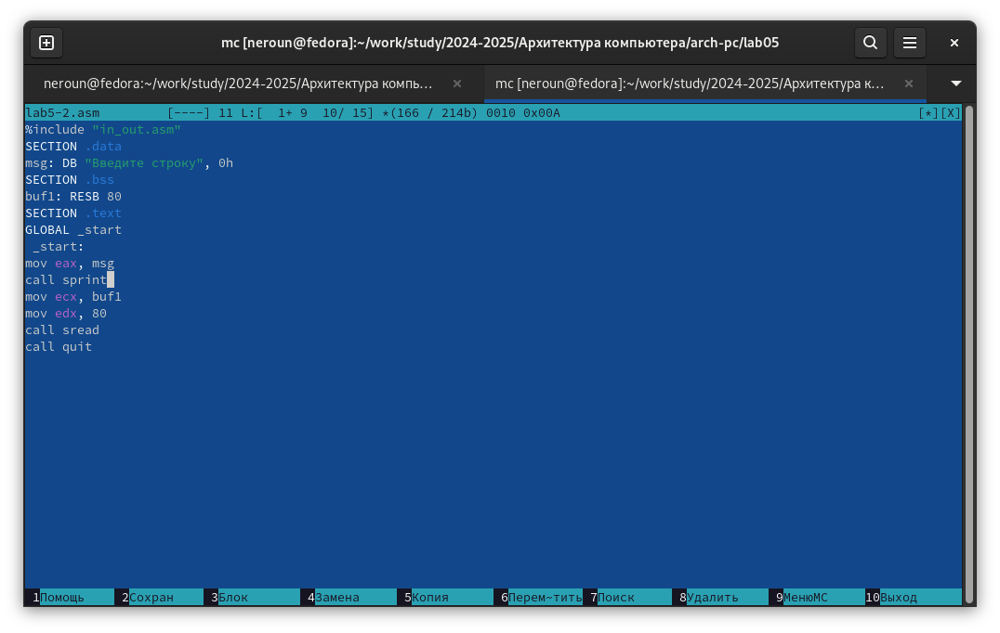 mc [neroun@fedora]:~/work/study/2024-2025/Архитектура компьютера/arch-pc/lab05
neroun@fedora:~/work/study/2024-2025/Архитектура компь…
mc [neroun@fedora]:~/work/study/2024-2025/Архитектура к…
lab5-2.asm [----] 11 L:[ 1+ 9 10/ 15] *(166 / 214b) 0010 0x00A [*][X]
%include "in_out.asm"
SECTION .data
msg: DB "Введите строку", 0h
SECTION .bss
buf1: RESB 80
SECTION .text
GLOBAL _start
_start:
mov eax, msg
call sprint
mov ecx, buf1
mov edx, 80
call sread
call quit
1Помощь 2Сохран 3Блок 4Замена 5Копия 6Перем~тить 7Поиск 8Удалить 9МенюМС 10Выход